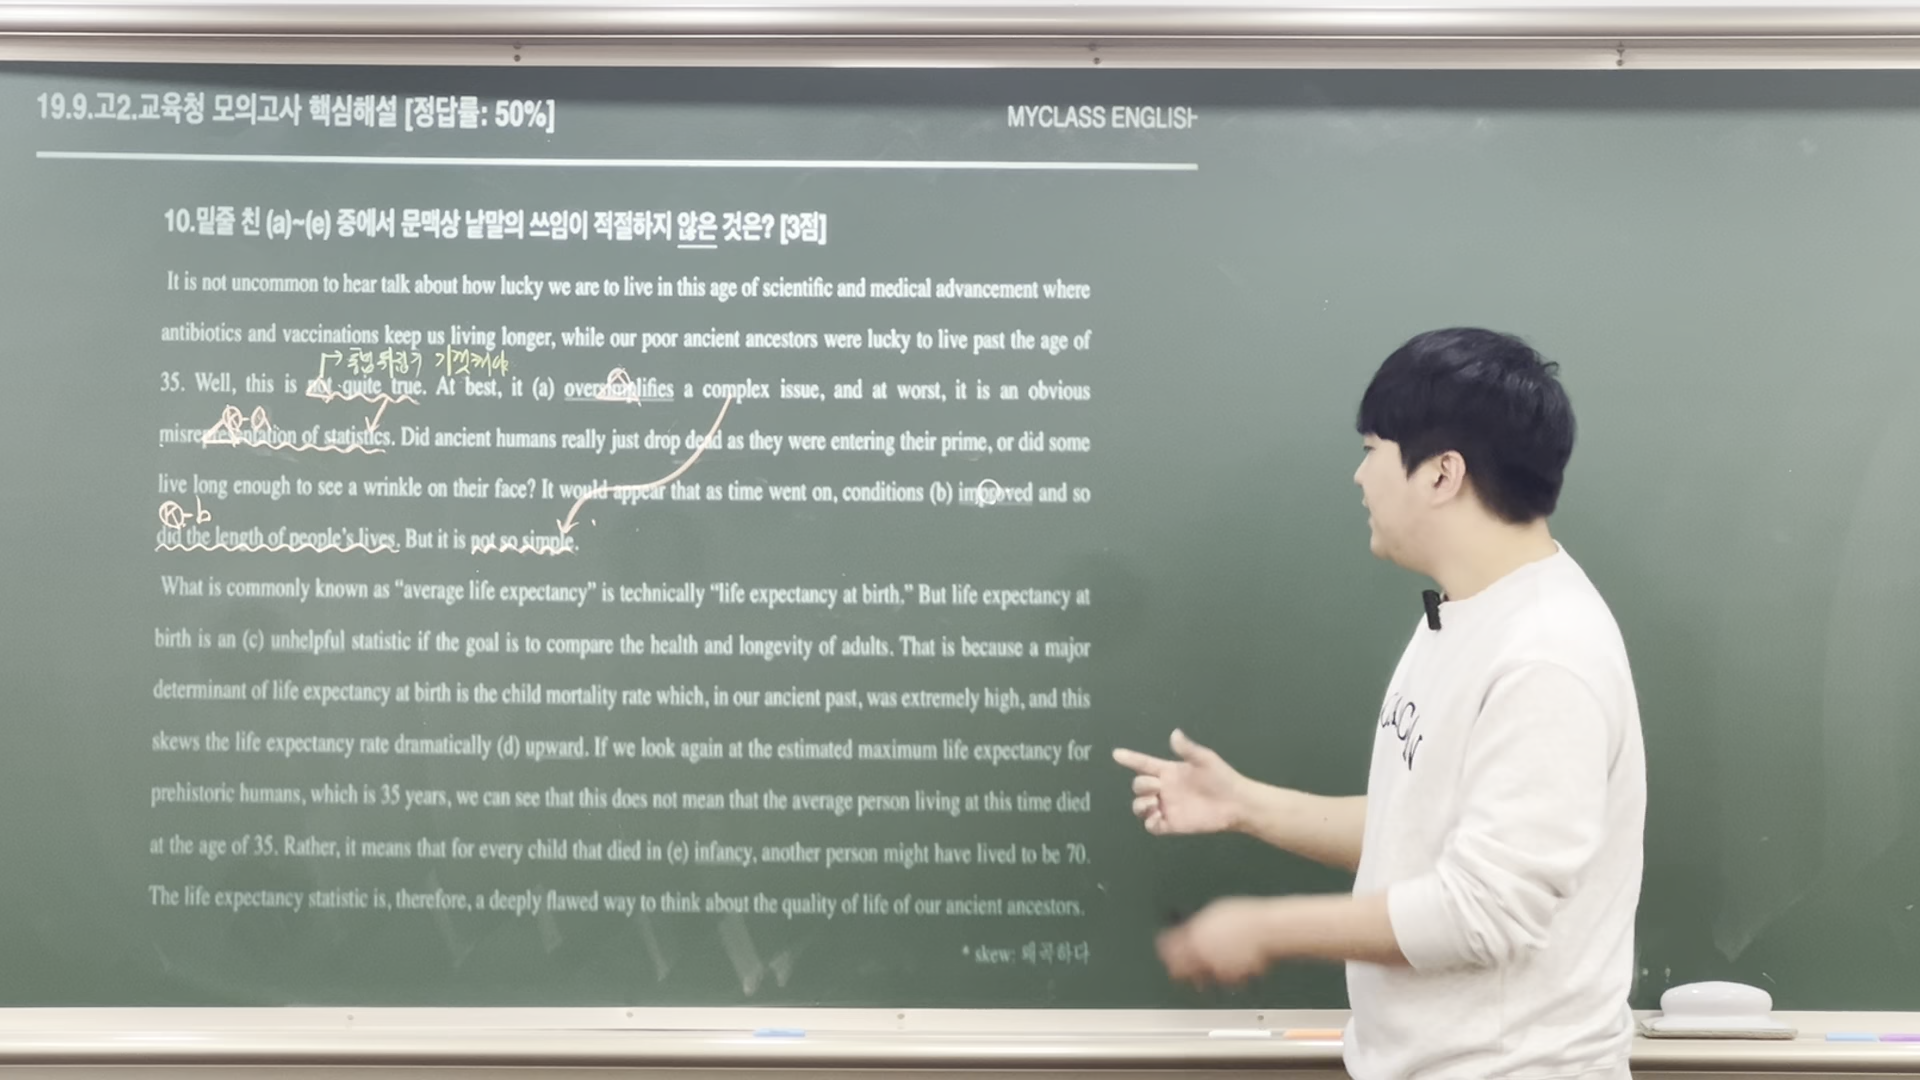 19.9.고2.교육청 모의고사 핵심해설 [정답률: 50%]
MYCLASS ENGLISH
10.밑줄 친 (a)~(e) 중에서 문맥상 낱말의 쓰임이 적절하지 않은 것은? [3점]
It is not uncommon to hear talk about how lucky we are to live in this age of scientific and medical advancement where
antibiotics and vaccinations keep us living longer, while our poor ancient ancestors were lucky to live past the age of
35. Well, this is not quite true. At best, it (a) oversimplifies a complex issue, and at worst, it is an obvious
misrepresentation of statistics. Did ancient humans really just drop dead as they were entering their prime, or did some
live long enough to see a wrinkle on their face? It would appear that as time went on, conditions (b) improved and so
K-b
did the length of people's lives. But it is not so simple.
What is commonly known as “average life expectancy” is technically “life expectancy at birth.” But life expectancy at
birth is an (c) unhelpful statistic if the goal is to compare the health and longevity of adults. That is because a major
determinant of life expectancy at birth is the child mortality rate which, in our ancient past, was extremely high, and this
skews the life expectancy rate dramatically (d) upward. If we look again at the estimated maximum life expectancy for
prehistoric humans, which is 35 years, we can see that this does not mean that the average person living at this time died
at the age of 35. Rather, it means that for every child that died in (e) infancy, another person might have lived to be 70.
The life expectancy statistic is, therefore, a deeply flawed way to think about the quality of life of our ancient ancestors.
* skew: 왜곡하다